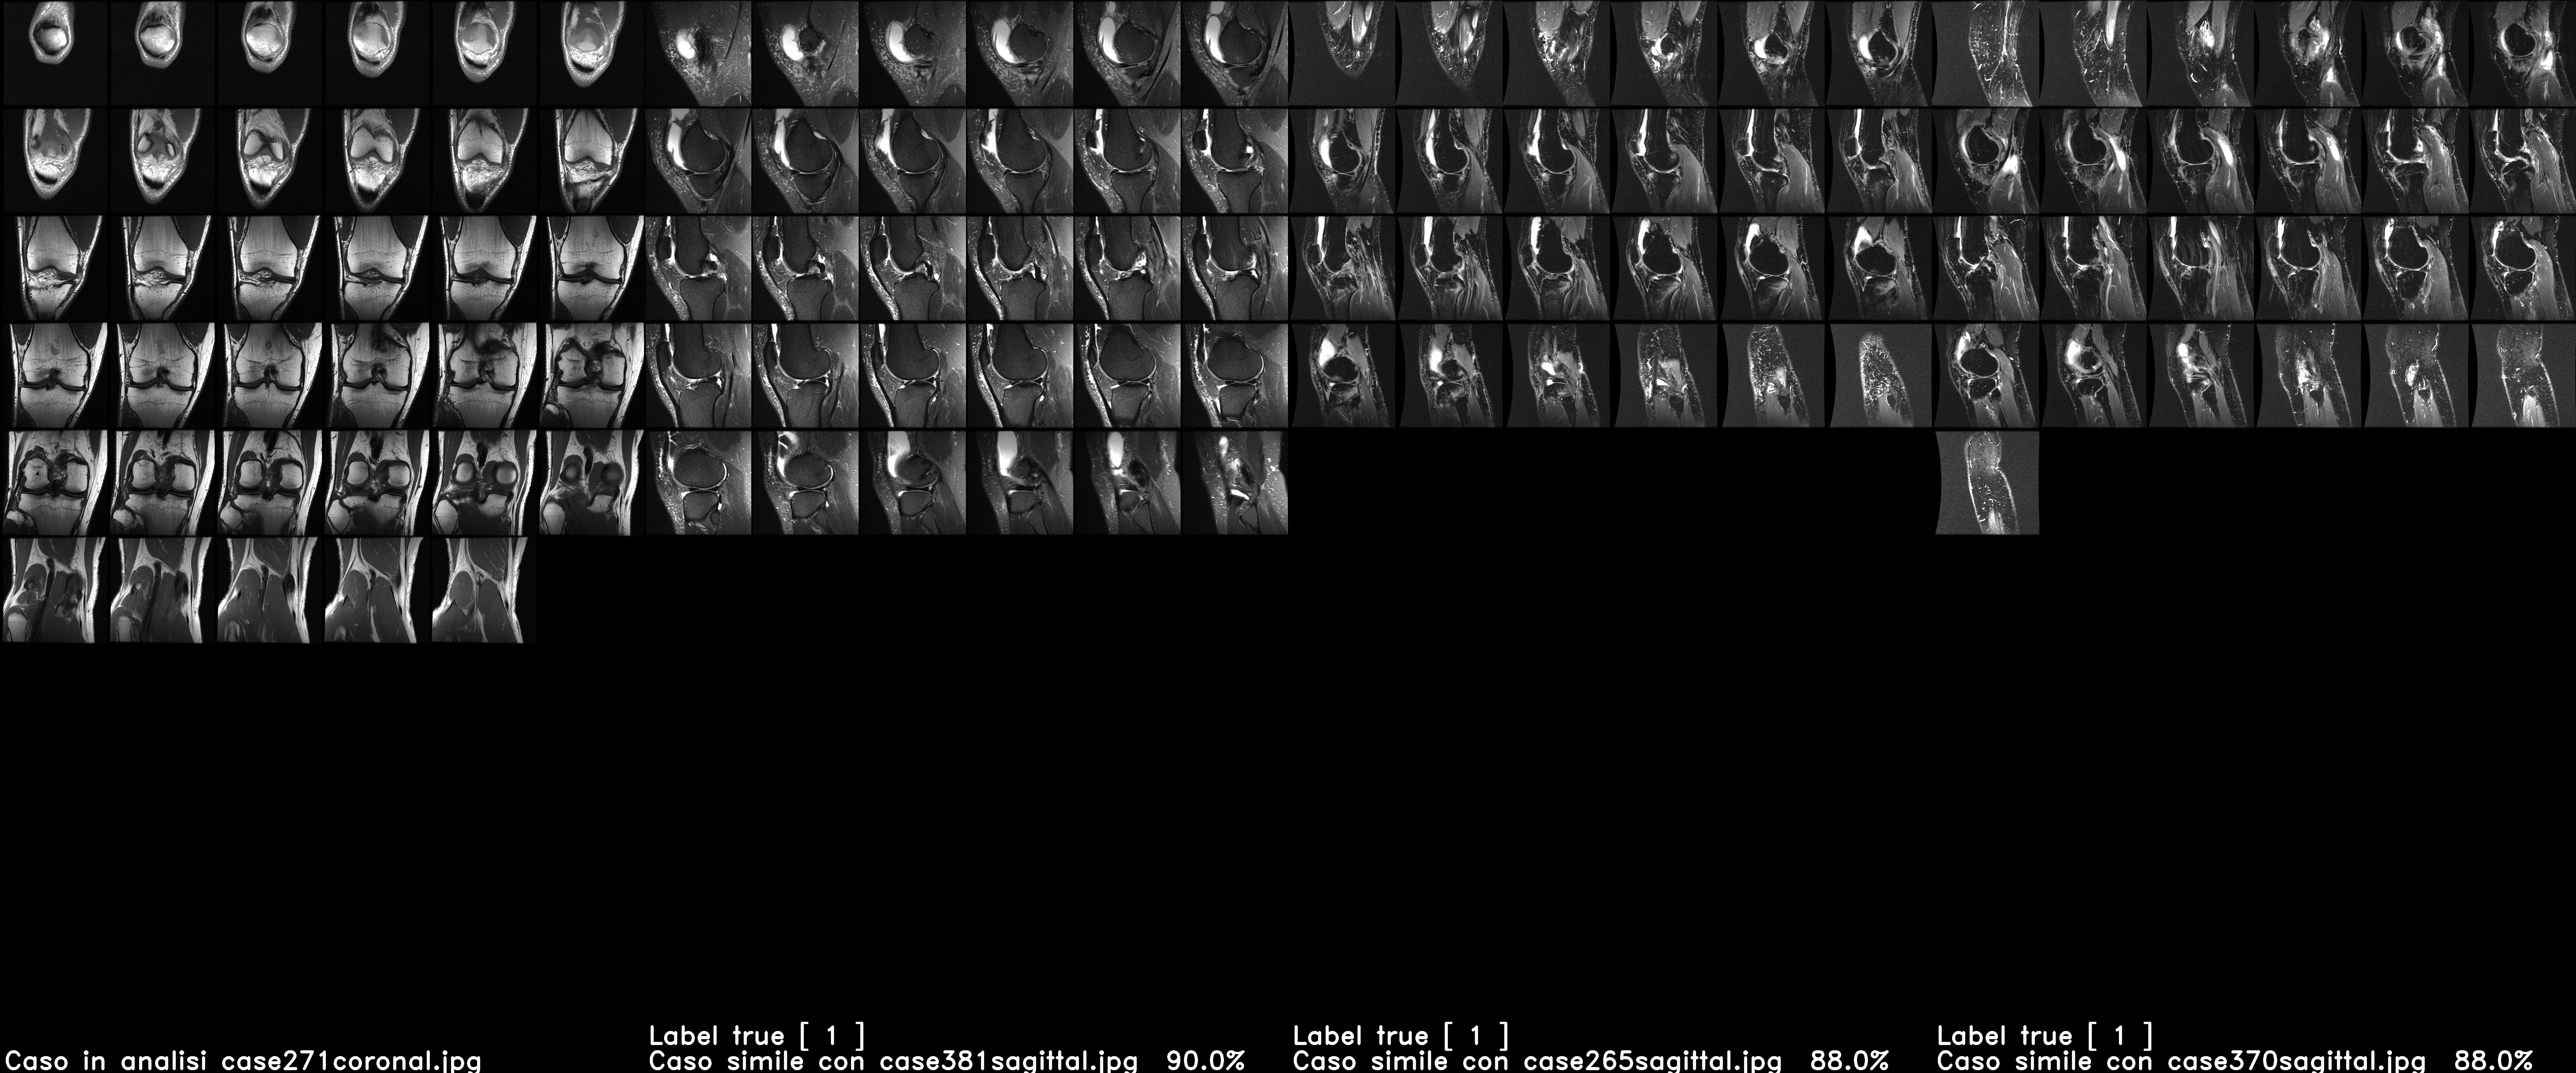 Caso in analisi case271coronal.jpg
Label true [ 1 ]
Caso simile con case381sagittal.jpg 90.0%
Label true [ 1 ]
Caso simile con case265sagittal.jpg 88.0%
Label true [ 1 ]
Caso simile con case370sagittal.jpg 88.0%